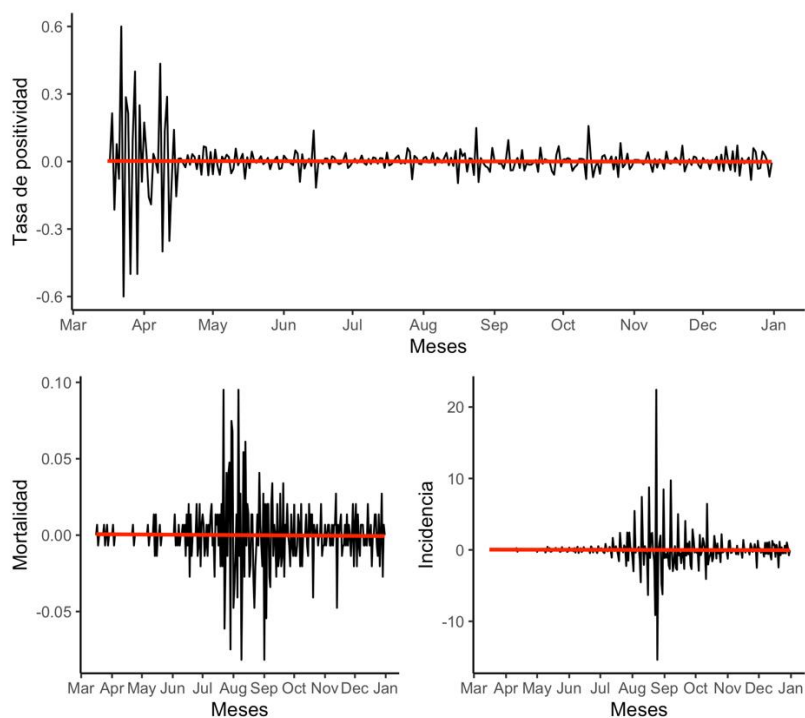 Tasa de positividad
0.6
0.3
0.0
-0.3
-0.6
Mar Apr May Jun Jul Aug Sep Oct Nov Dec Jan
Meses
Mortalidad
0.10
0.05
0.00
-0.05
Mar Apr May Jun Jul Aug Sep Oct Nov Dec Jan
Meses
Incidencia
20
10
0
-10
Mar Apr May Jun Jul Aug Sep Oct Nov Dec Jan
Meses